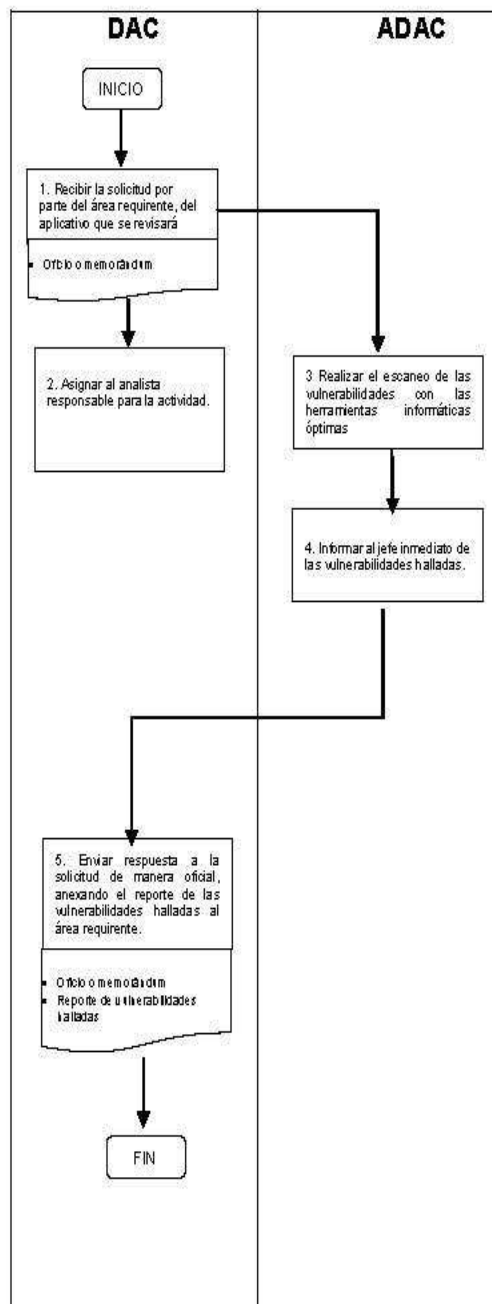 DAC
ADAC
INICIO
1. Recibir la solicitud por
parte del área requirente, del
aplicativo que se revisará
• Oficio o memorándum
2. Asignar al analista
responsable para la actividad.
3 Realizar el escaneo de las
vulnerabilidades con las
herramientas informáticas
óptimas
4. Informar al jefe inmediato de
las vulnerabilidades halladas.
5. Enviar respuesta a la
solicitud de manera oficial,
anexando el reporte de las
vulnerabilidades halladas al
área requirente.
• Oficio o memorándum
• Reporte de vulnerabilidades
halladas
FIN